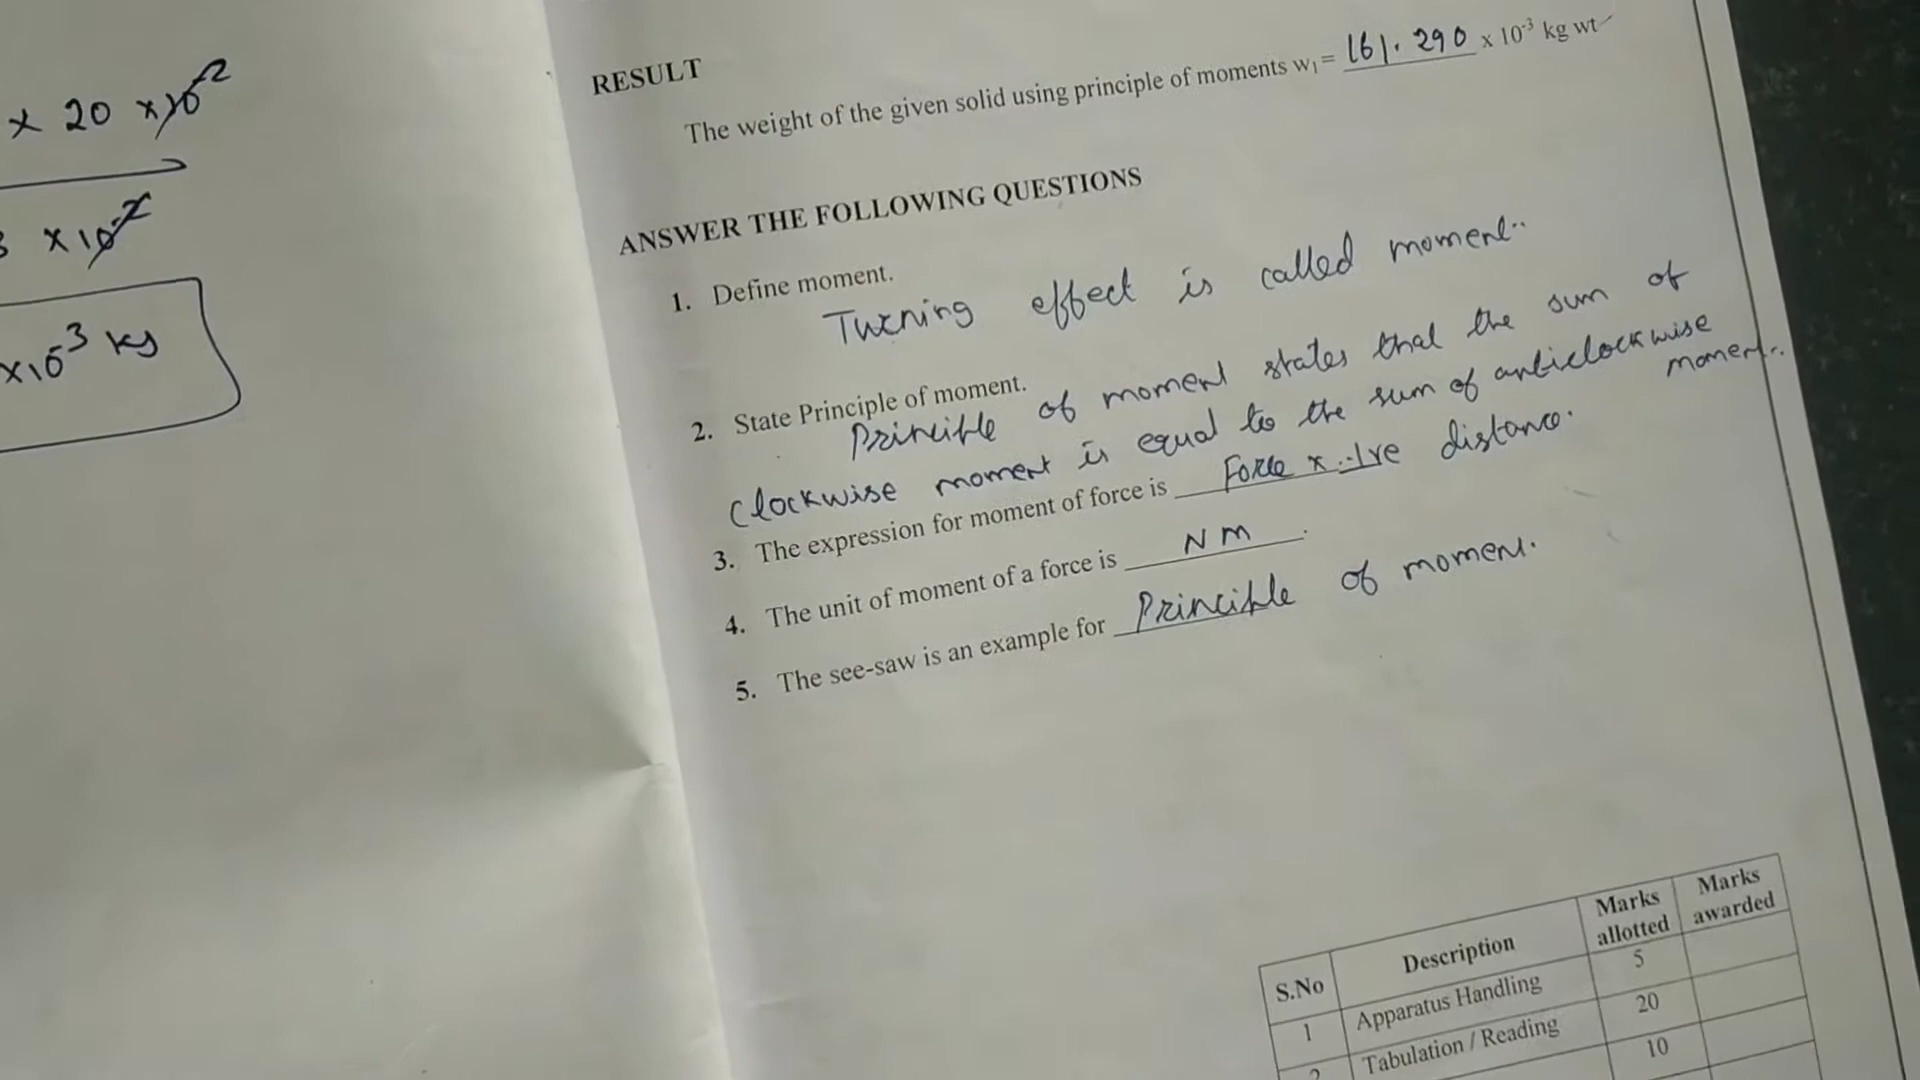 x 20 x 10⁻²
x 10⁻²
x 10⁻³ kg
RESULT
The weight of the given solid using principle of moments w₁ = 161.290 x 10⁻³ kg wt
ANSWER THE FOLLOWING QUESTIONS
1. Define moment.
Turning effect is called moment.
2. State Principle of moment.
Principle of moment states that the sum of
clockwise moment is equal to the sum of anticlockwise
moment.
3. The expression for moment of force is Force x ⊥re distance.
4. The unit of moment of a force is N m
5. The see-saw is an example for Principle of moment.
S.No Description Marks allotted Marks awarded
1 Apparatus Handling 5
2 Tabulation / Reading 20
10